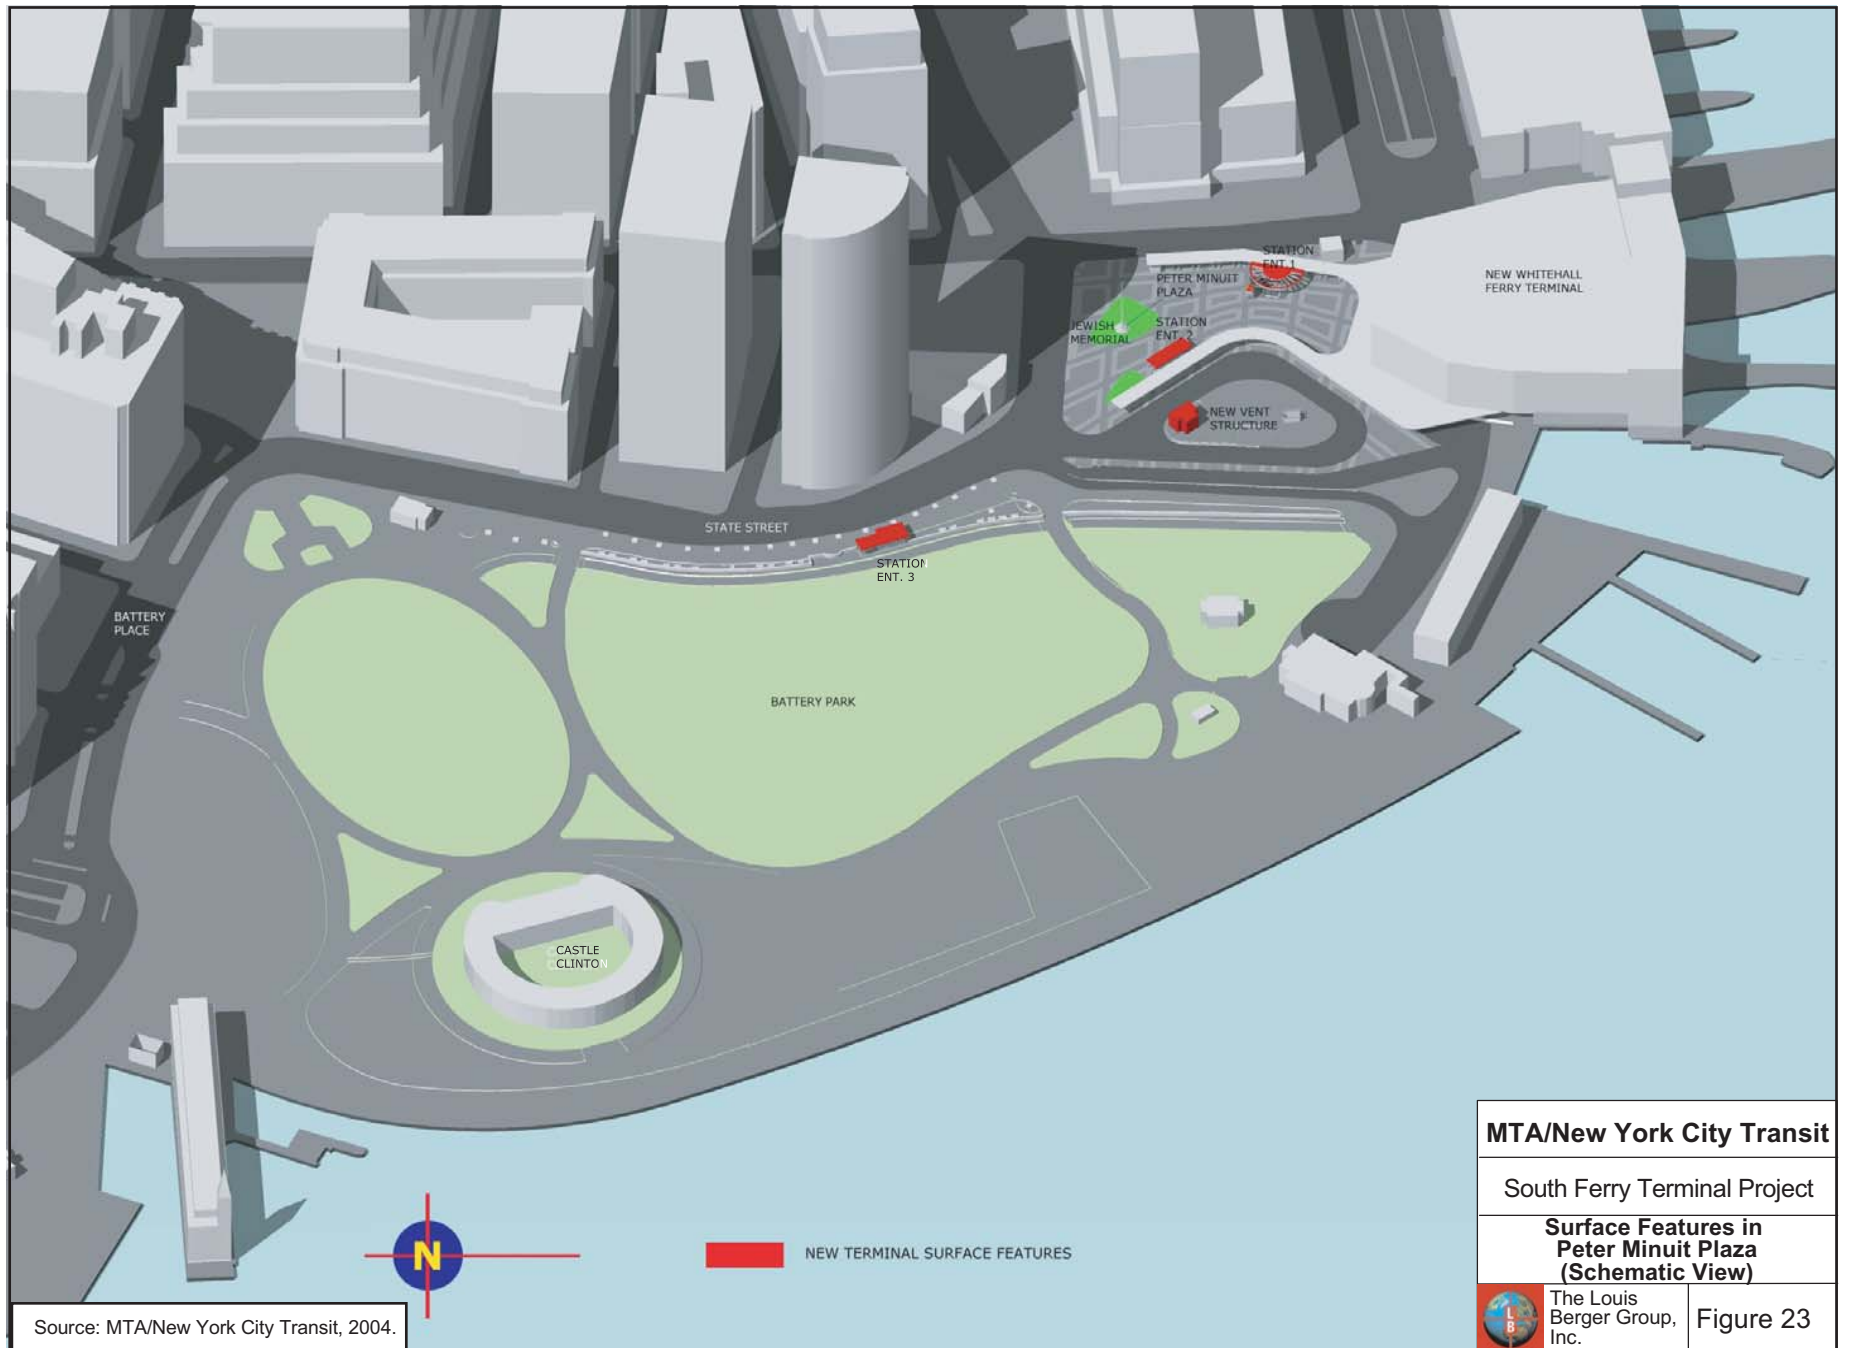 STATION
ENT.1
PETER MINUIT
PLAZA
NEW WHITEHALL
FERRY TERMINAL
JEWISH
MEMORIAL
STATION
ENT. 2
NEW VENT
STRUCTURE
STATE STREET
STATION
ENT. 3
BATTERY
PLACE
BATTERY PARK
CASTLE
CLINTON
N
NEW TERMINAL SURFACE FEATURES
Source: MTA/New York City Transit, 2004.
MTA/New York City Transit
South Ferry Terminal Project
Surface Features in
Peter Minuit Plaza
(Schematic View)
L
B
The Louis
Berger Group,
Inc.
Figure 23